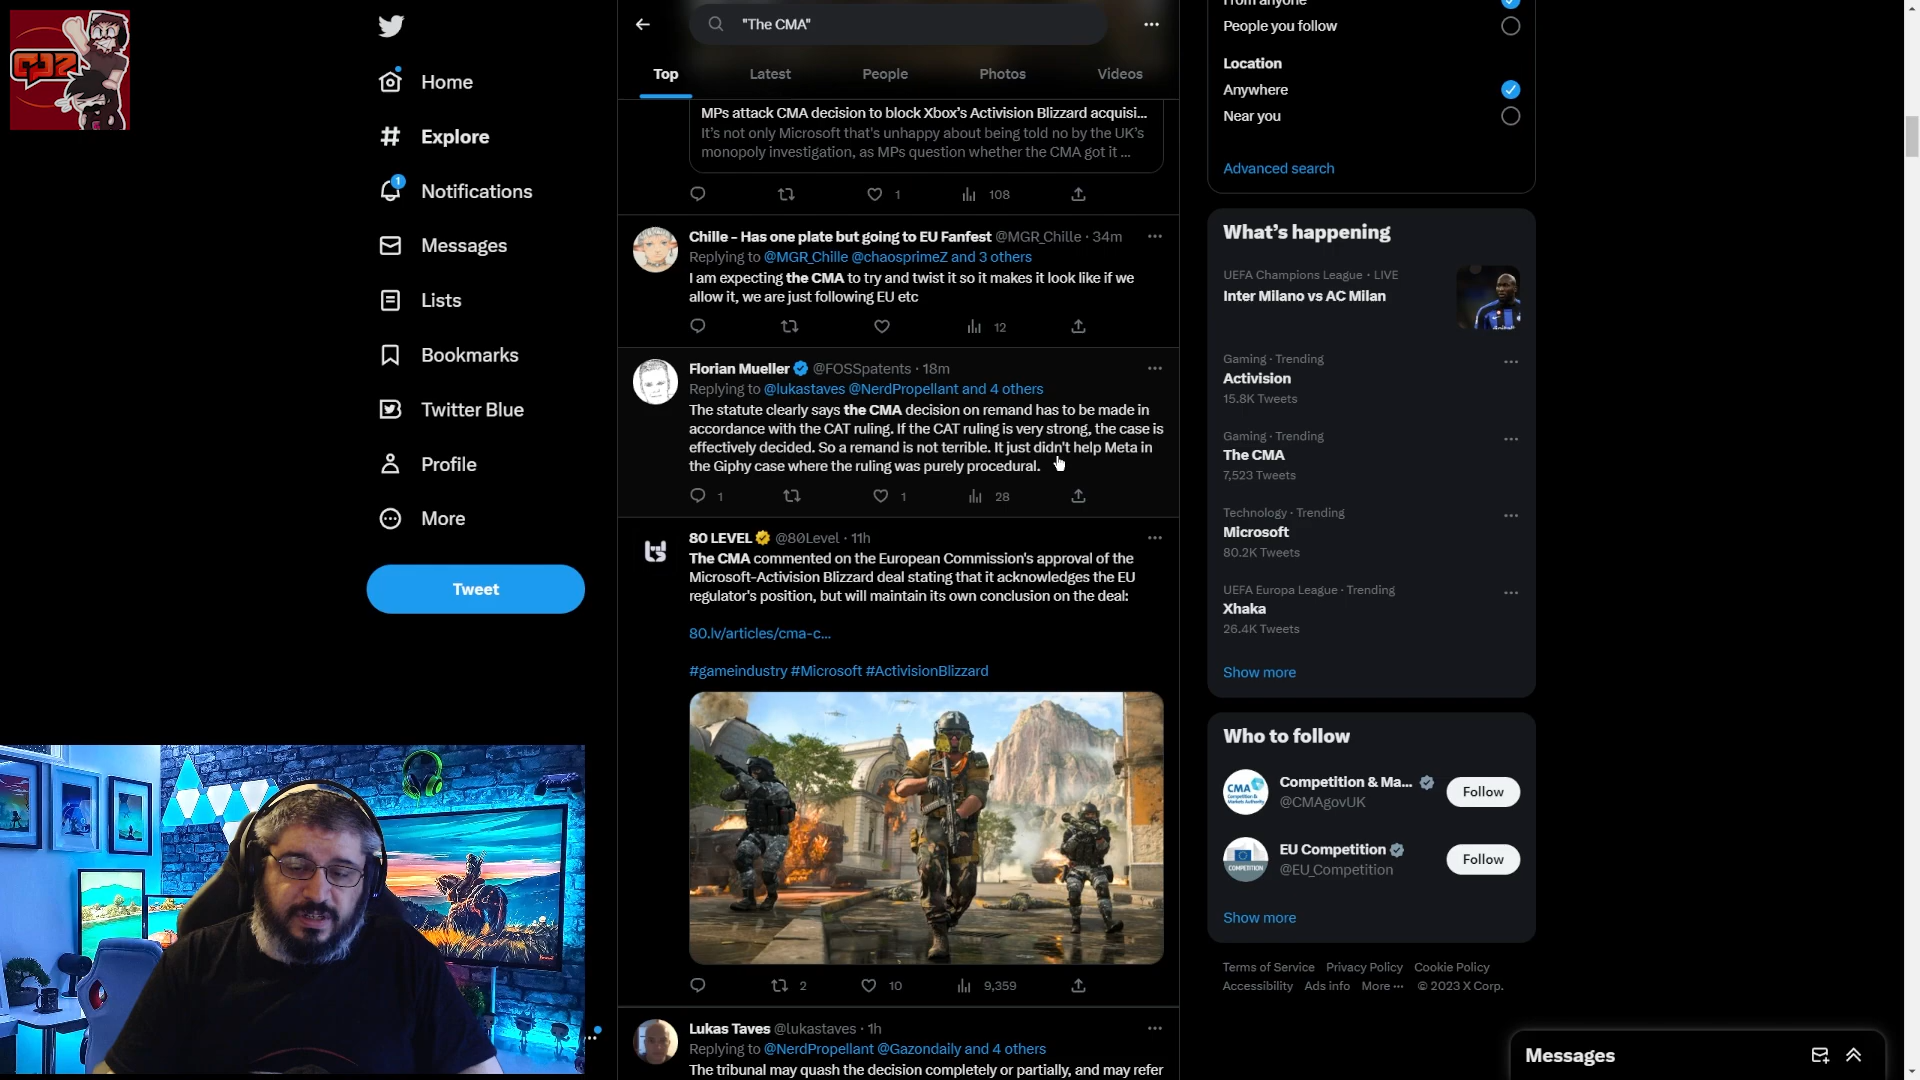 Home
Explore
1
Notifications
Messages
Lists
Bookmarks
Twitter Blue
Profile
More
Tweet
"The CMA"
Top
Latest
People
Photos
Videos
MPs attack CMA decision to block Xbox's Activision Blizzard acquisi...
It's not only Microsoft that's unhappy about being told no by the UK's
monopoly investigation, as MPs question whether the CMA got it ...
1
108
Chille - Has one plate but going to EU Fanfest @MGR_Chille · 34m
Replying to @MGR_Chille @chaosprimeZ and 3 others
I am expecting the CMA to try and twist it so it makes it look like if we
allow it, we are just following EU etc
12
Florian Mueller @FOSSpatents · 18m
Replying to @lukastaves @NerdPropellant and 4 others
The statute clearly says the CMA decision on remand has to be made in
accordance with the CAT ruling. If the CAT ruling is very strong, the case is
effectively decided. So a remand is not terrible. It just didn't help Meta in
the Giphy case where the ruling was purely procedural.
1
1
28
80 LEVEL @80Level · 11h
The CMA commented on the European Commission's approval of the
Microsoft-Activision Blizzard deal stating that it acknowledges the EU
regulator's position, but will maintain its own conclusion on the deal:
80.lv/articles/cma-c...
#gameindustry #Microsoft #ActivisionBlizzard
2
10
9,359
Lukas Taves @lukastaves · 1h
Replying to @NerdPropellant @Gazondaily and 4 others
The tribunal may quash the decision completely or partially, and may refer
From anyone
People you follow
Location
Anywhere
Near you
Advanced search
What's happening
UEFA Champions League · LIVE
Inter Milano vs AC Milan
Gaming · Trending
Activision
15.8K Tweets
Gaming · Trending
The CMA
7,523 Tweets
Technology · Trending
Microsoft
80.2K Tweets
UEFA Europa League · Trending
Xhaka
26.4K Tweets
Show more
Who to follow
CMA
Competition & Ma...
@CMAgovUK
Follow
EU Competition
@EU_Competition
Follow
Show more
Terms of Service Privacy Policy Cookie Policy
Accessibility Ads info More ··· © 2023 X Corp.
Messages